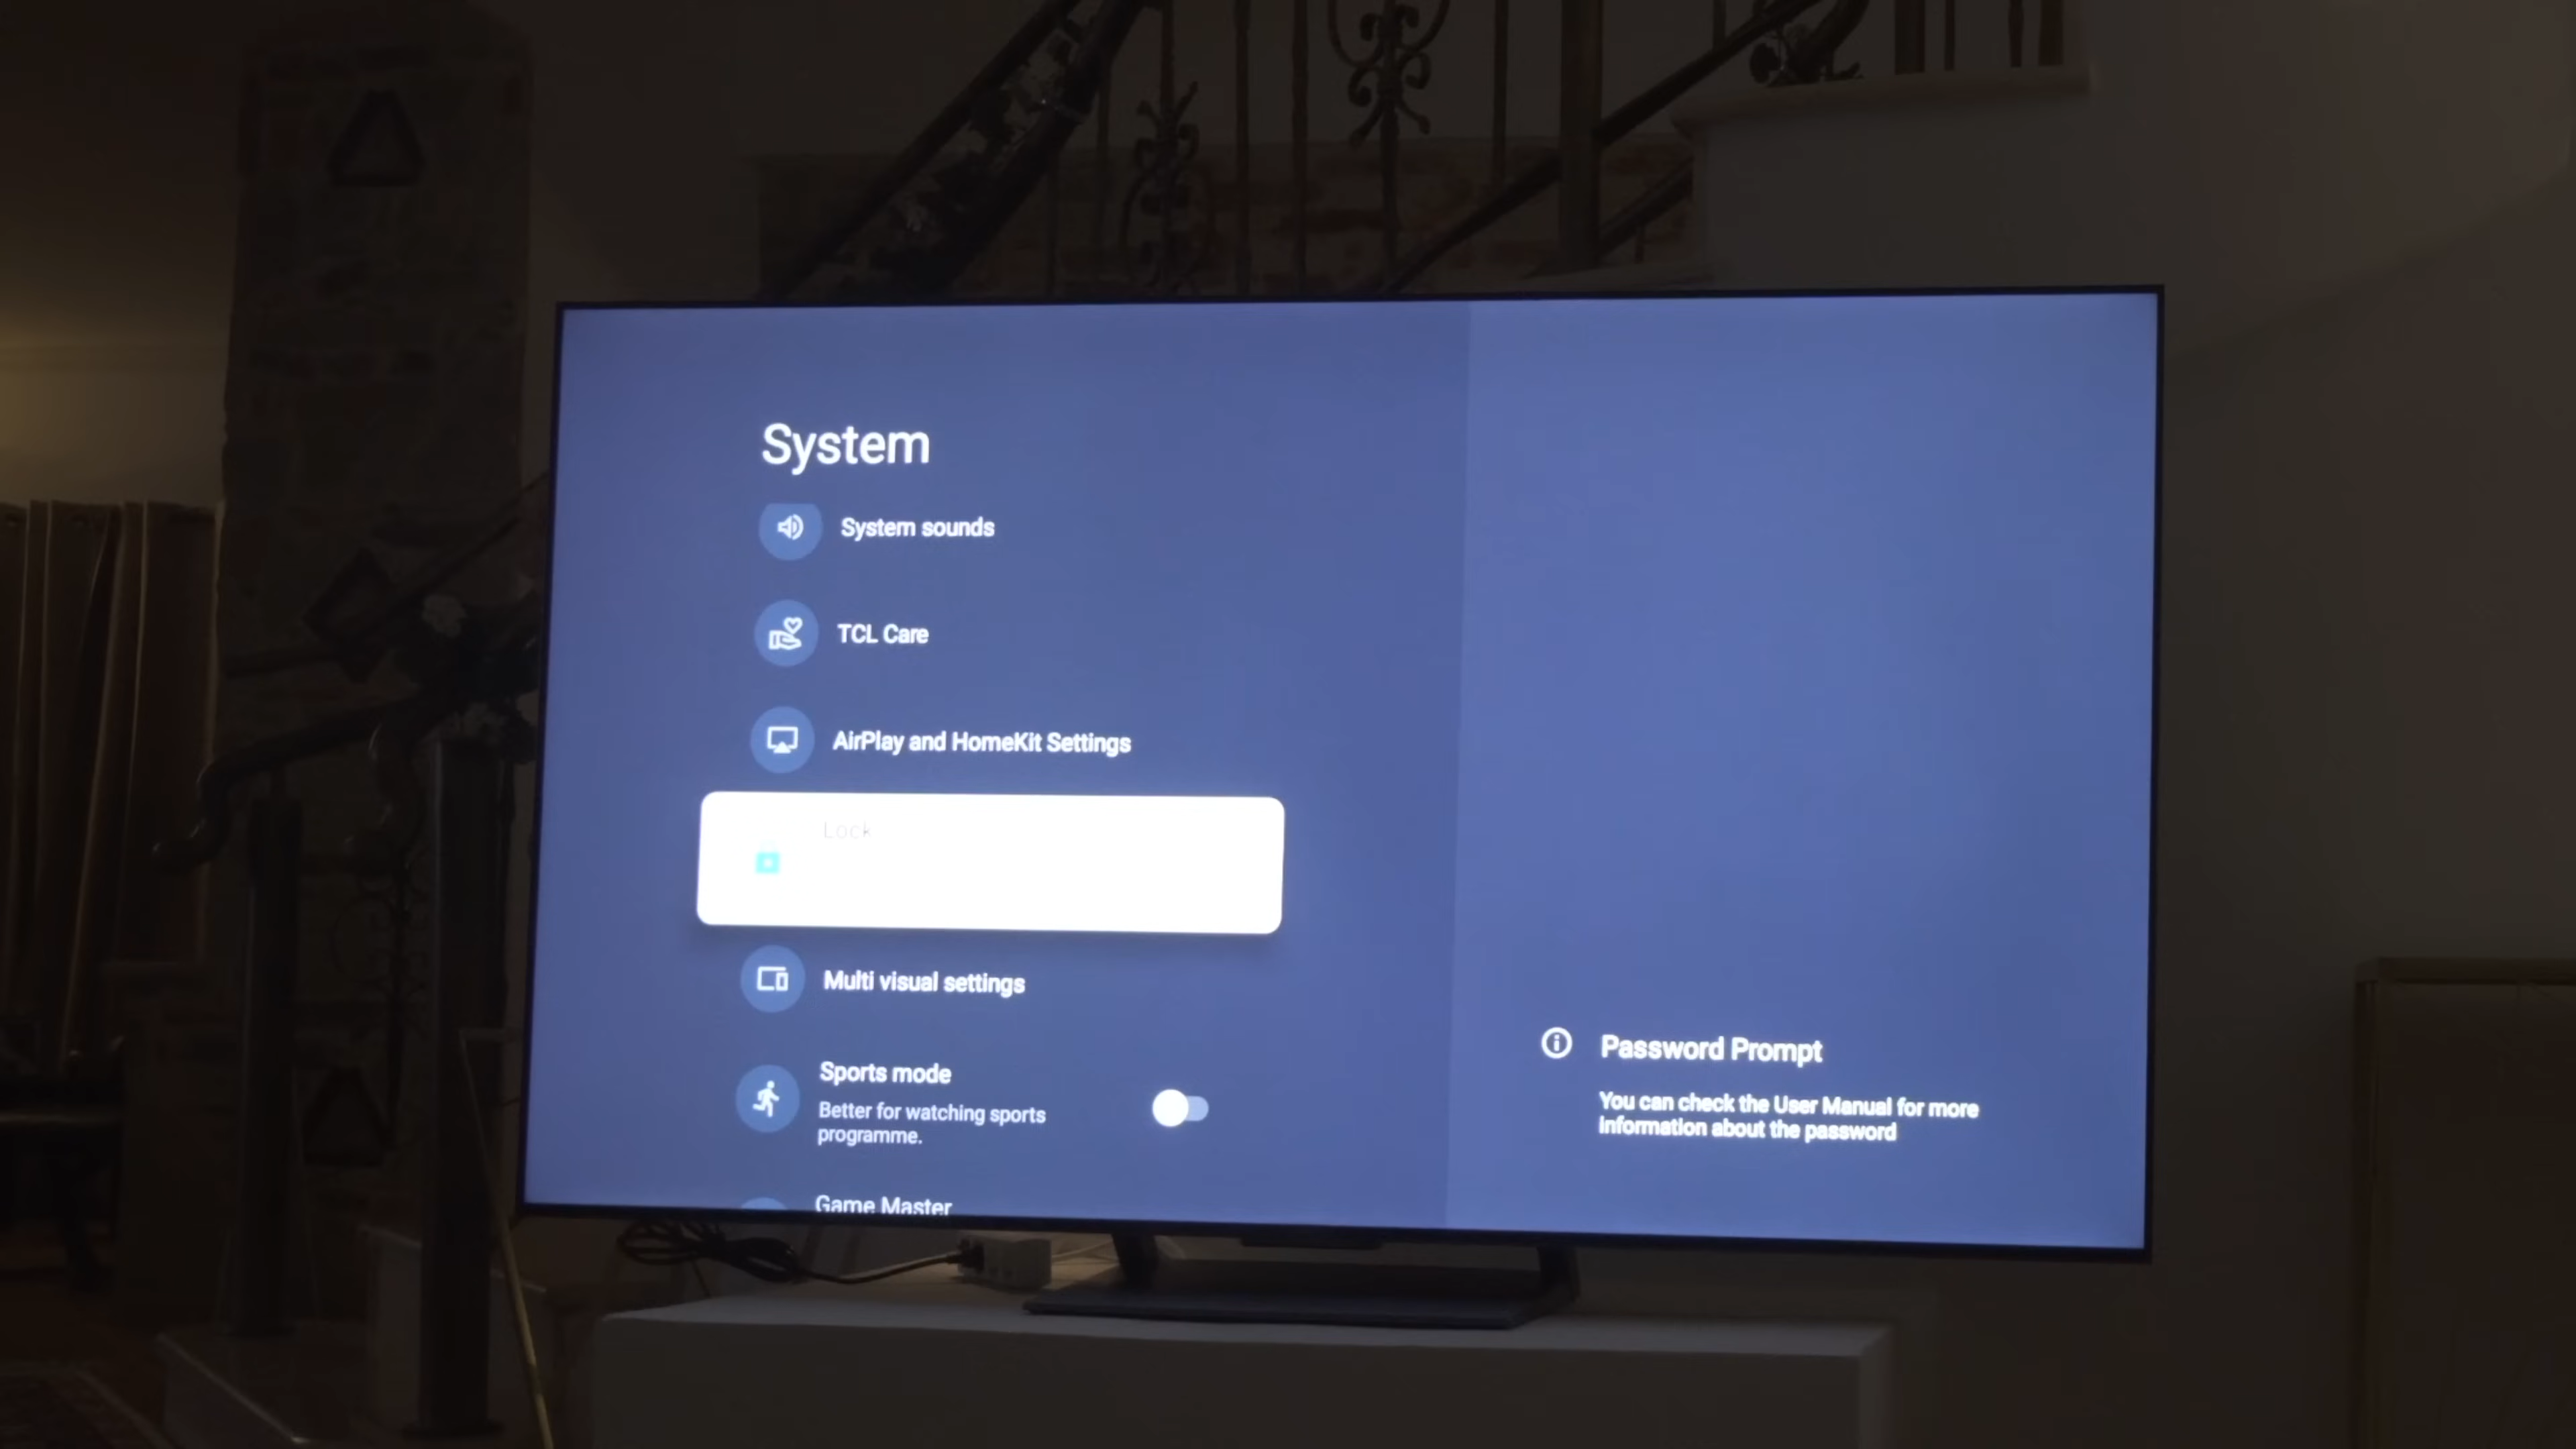 System
System sounds
TCL Care
AirPlay and HomeKit Settings
Lock
Multi visual settings
Sports mode
Better for watching sports
programme.
Game Master
Password Prompt
You can check the User Manual for more
information about the password